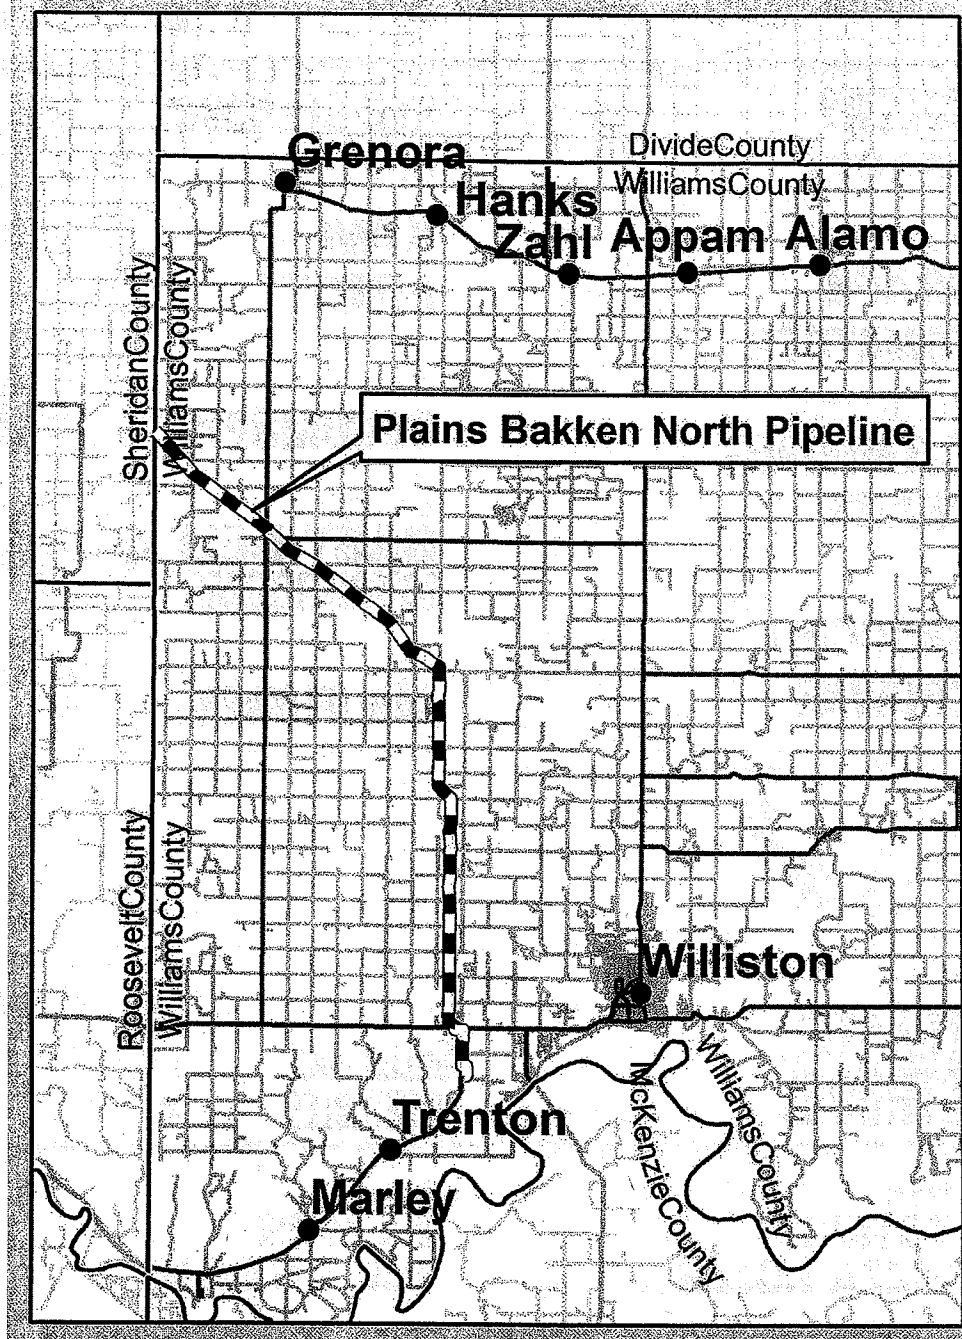 DivideCounty
Grenora
WilliamsCounty
Hanks
Zahl
Appam
Alamo
SheridanCounty
WilliamsCounty
Plains Bakken North Pipeline
RooseveltCounty
WilliamsCounty
Williston
WilliamsCounty
McKenzieCounty
Trenton
Marley